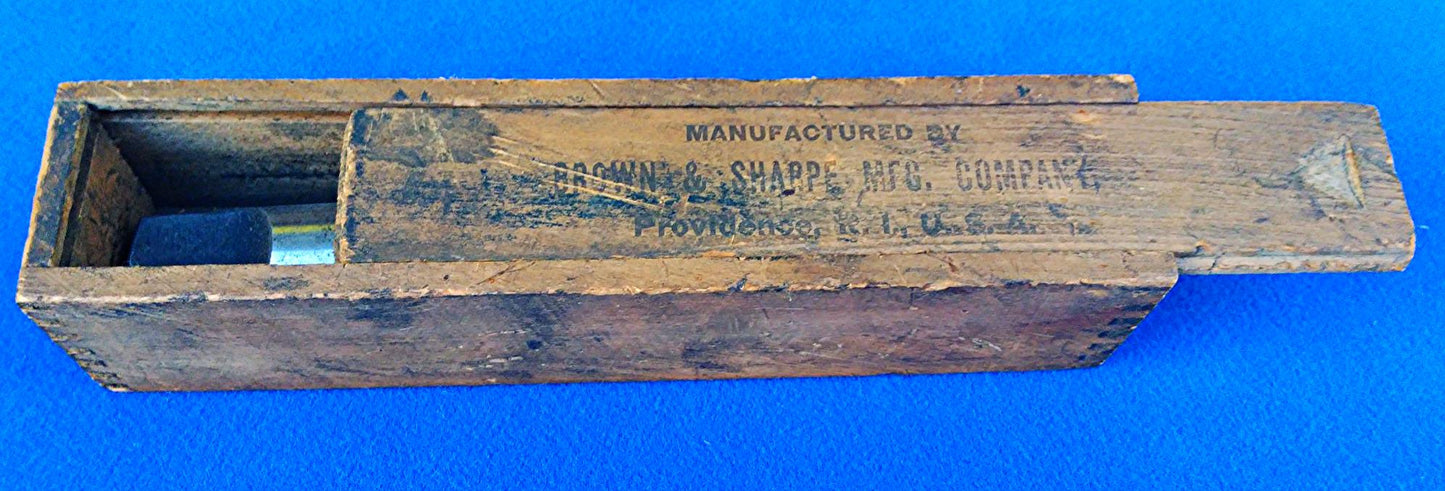 MANUFACTURED BY
BROWN & SHARPE MFG. COMPANY,
Providence, R. I., U. S. A.